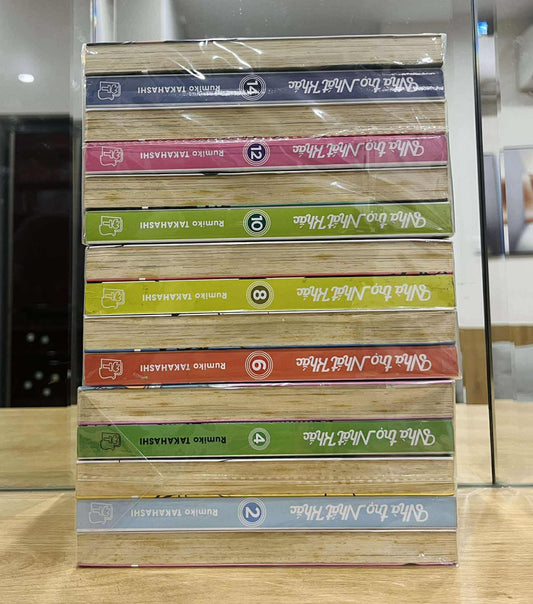 Nhà trọ Nhất Khắc 14 Rumiko TAKAHASHI
Nhà trọ Nhất Khắc 12 Rumiko TAKAHASHI
Nhà trọ Nhất Khắc 10 Rumiko TAKAHASHI
Nhà trọ Nhất Khắc 8 Rumiko TAKAHASHI
Nhà trọ Nhất Khắc 6 Rumiko TAKAHASHI
Nhà trọ Nhất Khắc 4 Rumiko TAKAHASHI
Nhà trọ Nhất Khắc 2 Rumiko TAKAHASHI